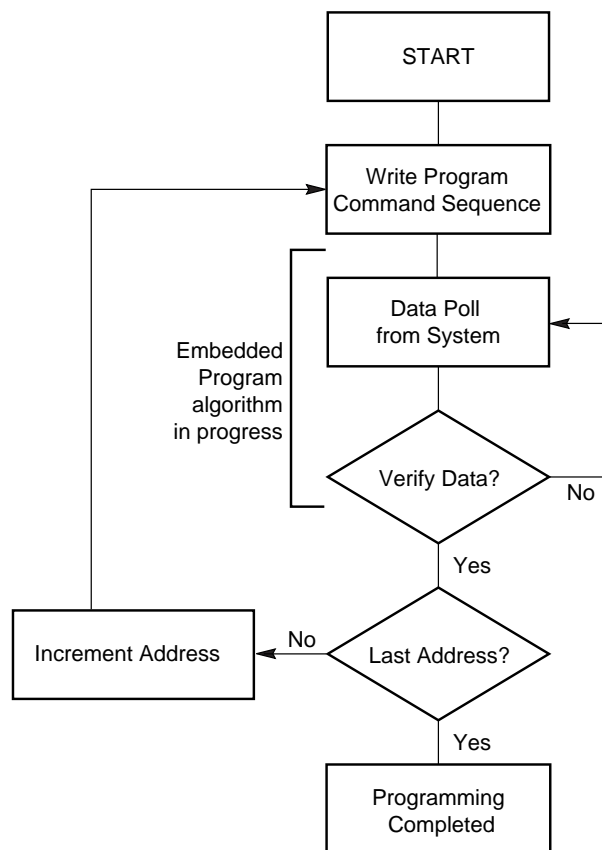 START
Write Program
Command Sequence
Data Poll
from System
Embedded
Program
algorithm
in progress
Verify Data?
No
Yes
No
Increment Address
Last Address?
Yes
Programming
Completed